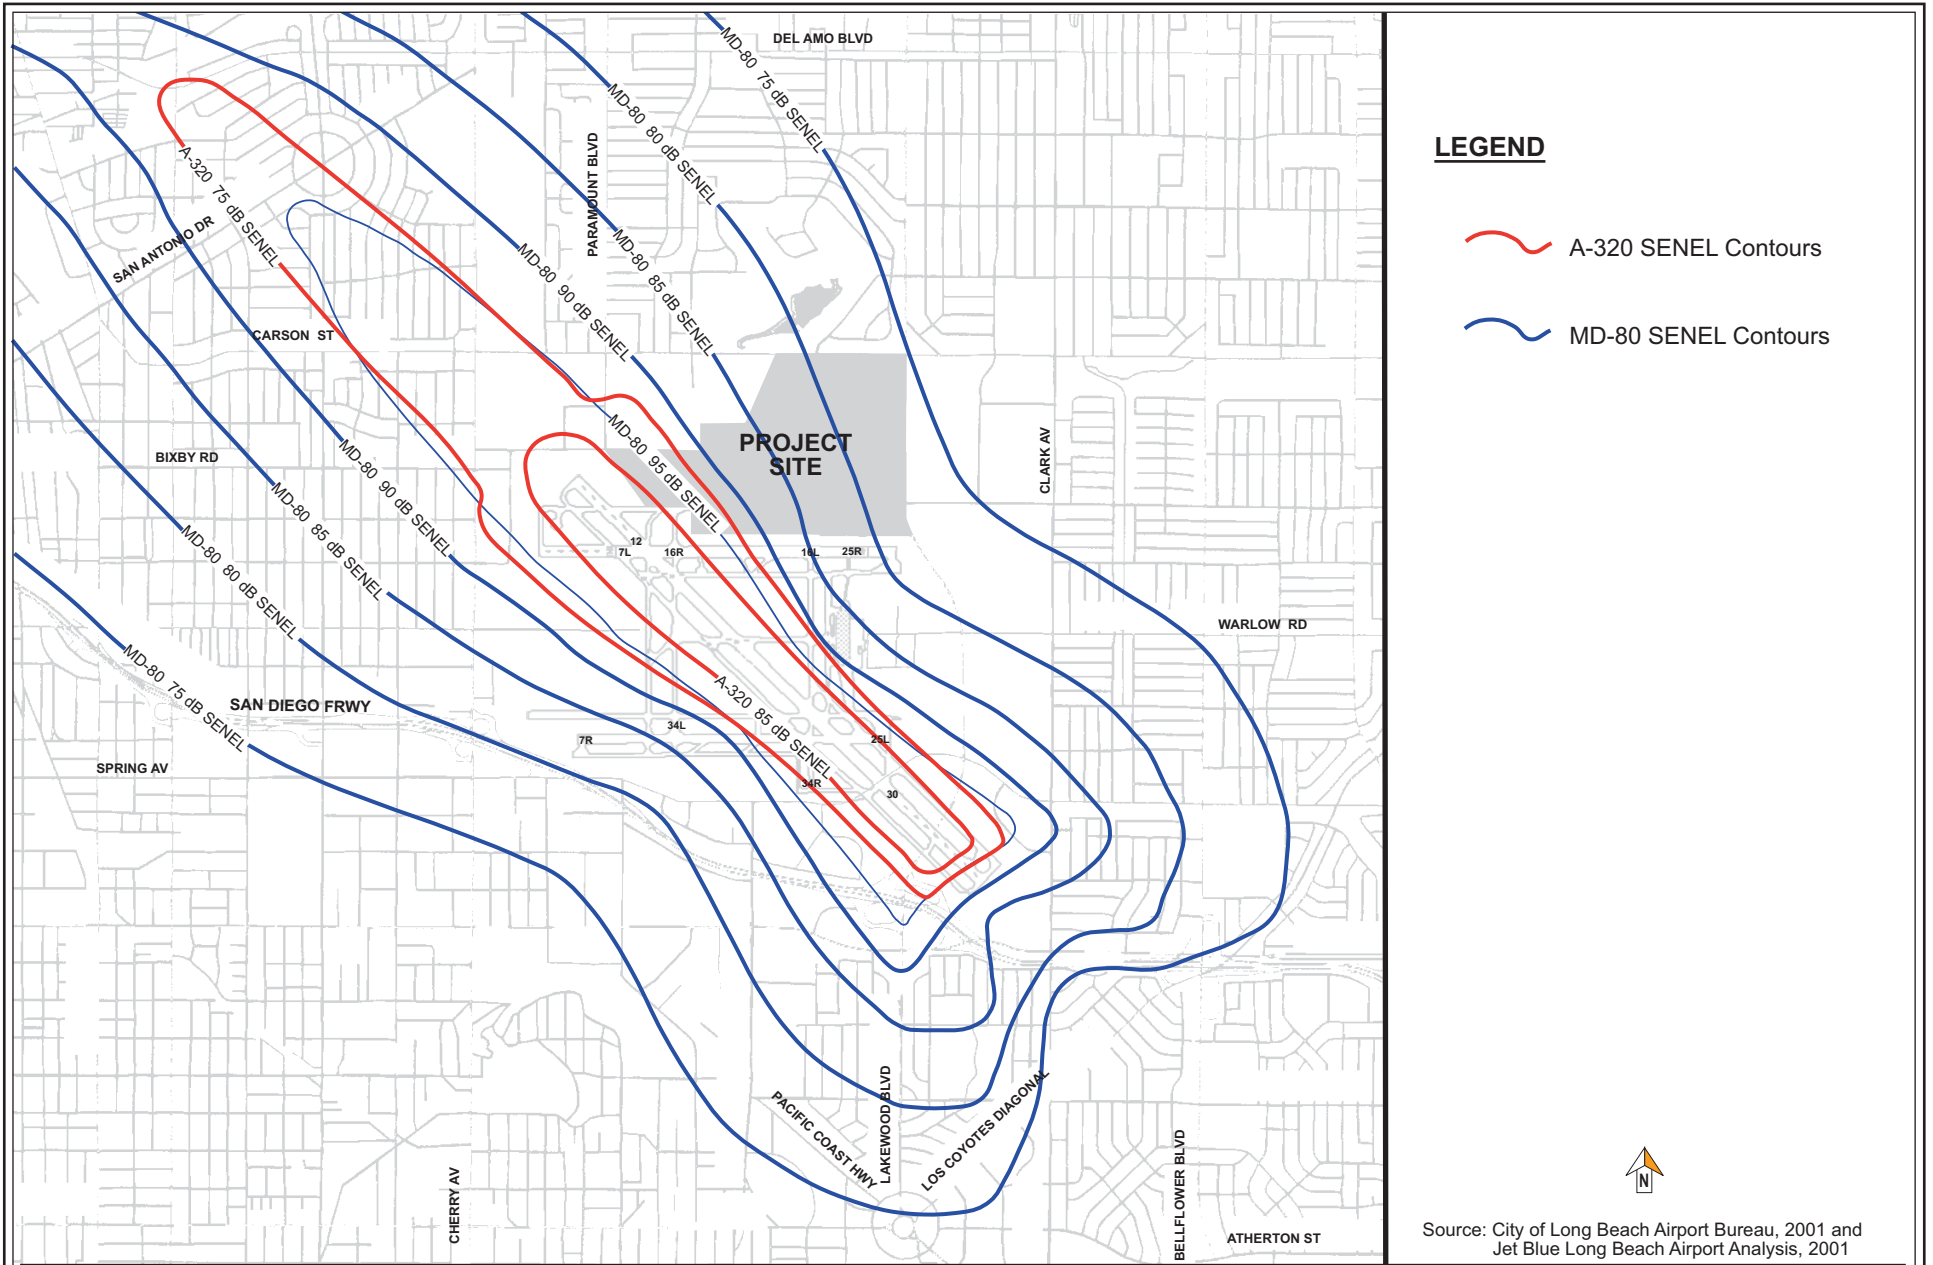 DEL AMO BLVD
MD-80 75 dB SENEL
MD-80 80 dB SENEL
PARAMOUNT BLVD
A-320 75 dB SENEL
SAN ANTONIO DR
MD-80 85 dB SENEL
MD-80 90 dB SENEL
CARSON ST
MD-80 95 dB SENEL
PROJECT
SITE
CLARK AV
BIXBY RD
MD-80 90 dB SENEL
MD-80 85 dB SENEL
MD-80 80 dB SENEL
12
7L
16R
16L
25R
WARLOW RD
MD-80 75 dB SENEL
SAN DIEGO FRWY
A-320 85 dB SENEL
34L
7R
25L
SPRING AV
34R
30
PACIFIC COAST HWY
LAKEWOOD BLVD
LOS COYOTES DIAGONAL
CHERRY AV
BELLFLOWER BLVD
ATHERTON ST
LEGEND
A-320 SENEL Contours
MD-80 SENEL Contours
N
Source: City of Long Beach Airport Bureau, 2001 and
Jet Blue Long Beach Airport Analysis, 2001